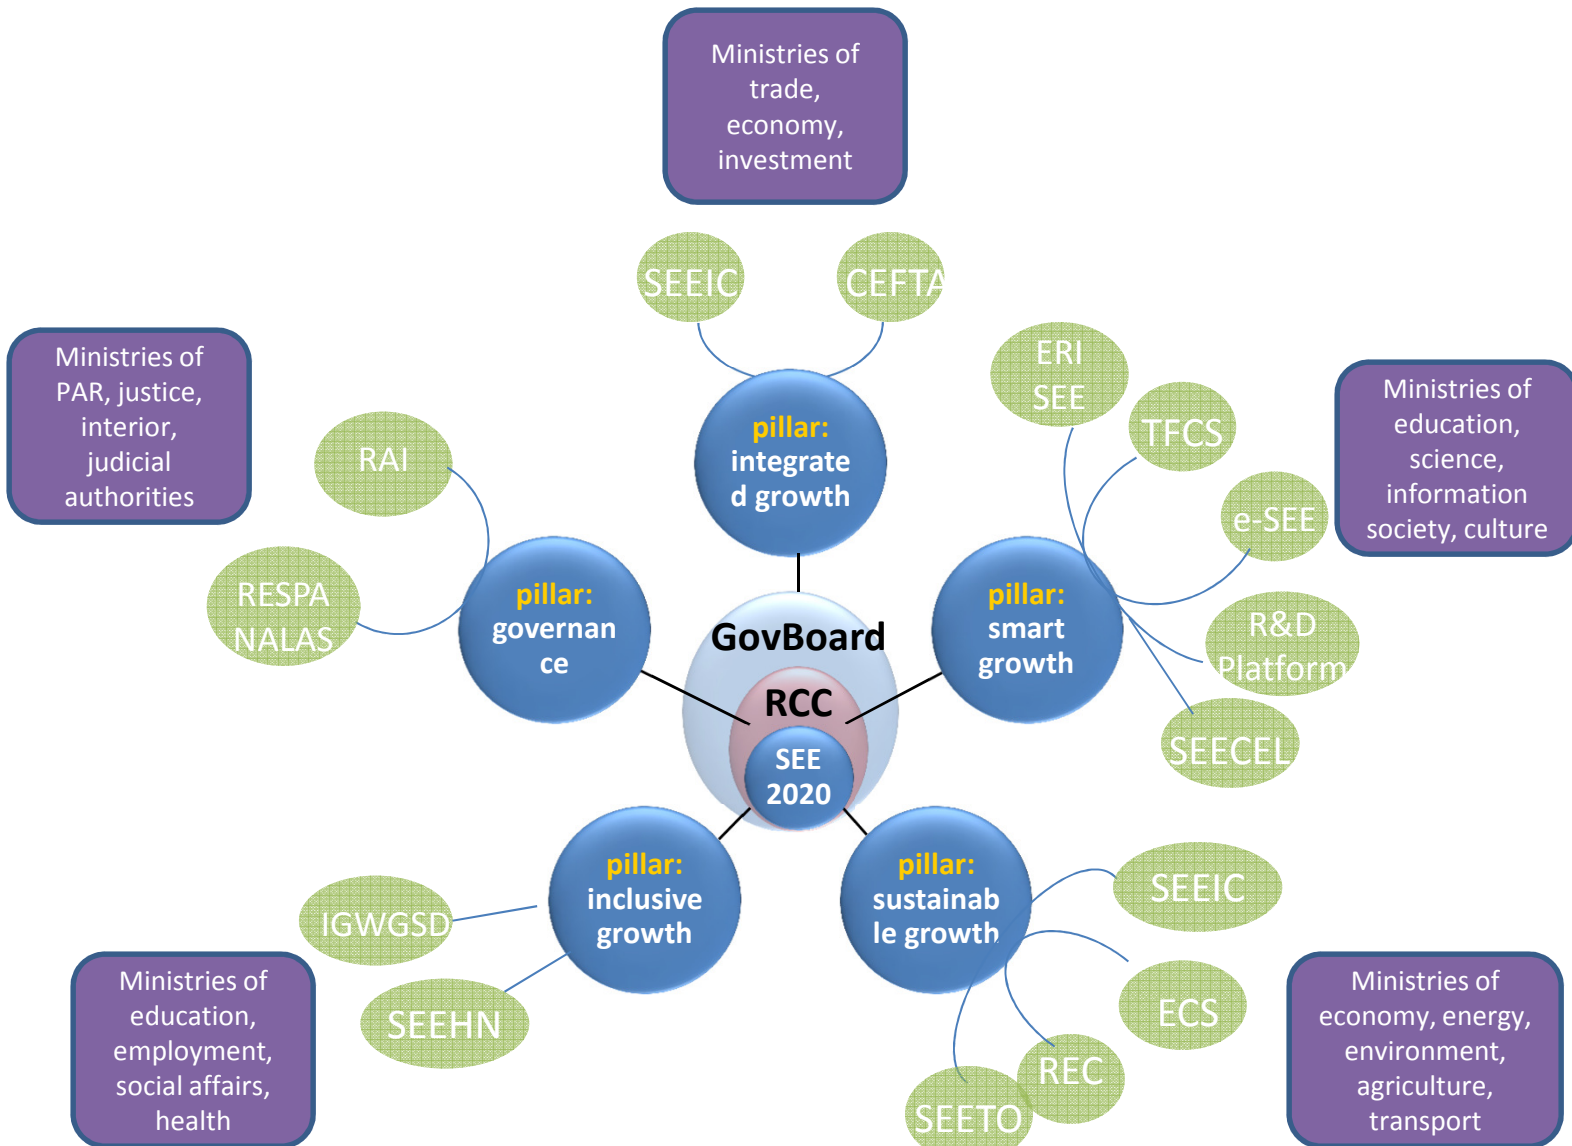 Ministries of
trade,
economy,
investment
SEEIC
CEFTA
Ministries of
PAR, justice,
interior,
judicial
authorities
RAI
RESPA
NALAS
pillar:
integrate
d growth
ERI
SEE
TFCS
e-SEE
R&D
Platform
SEECEL
Ministries of
education,
science,
information
society, culture
pillar:
governan
ce
pillar:
smart
growth
GovBoard
RCC
SEE
2020
pillar:
inclusive
growth
pillar:
sustainab
le growth
IGWGSD
SEEHN
Ministries of
education,
employment,
social affairs,
health
SEEIC
ECS
REC
SEETO
Ministries of
economy, energy,
environment,
agriculture,
transport